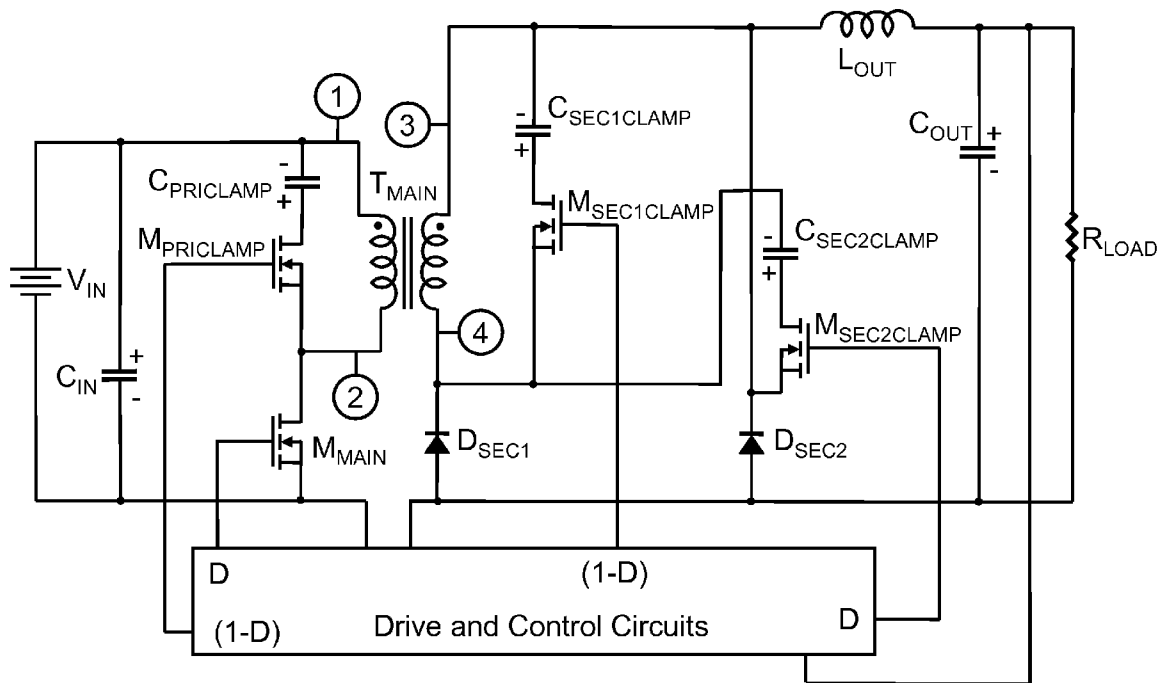 1
3
- C_SEC1CLAMP
+
L_OUT
C_OUT +
-
- C_PRICLAMP
+
T_MAIN
M_SEC1CLAMP
- C_SEC2CLAMP
+
M_PRICLAMP
R_LOAD
V_IN
4
M_SEC2CLAMP
2
C_IN +
-
M_MAIN
D_SEC1
D_SEC2
D
(1-D)
(1-D)
Drive and Control Circuits
D